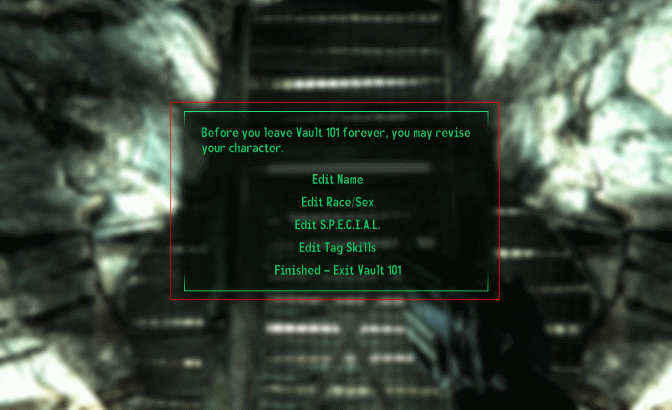 Before you leave Vault 101 forever, you may revise
your character.
Edit Name
Edit Race/Sex
Edit S.P.E.C.I.A.L.
Edit Tag Skills
Finished - Exit Vault 101